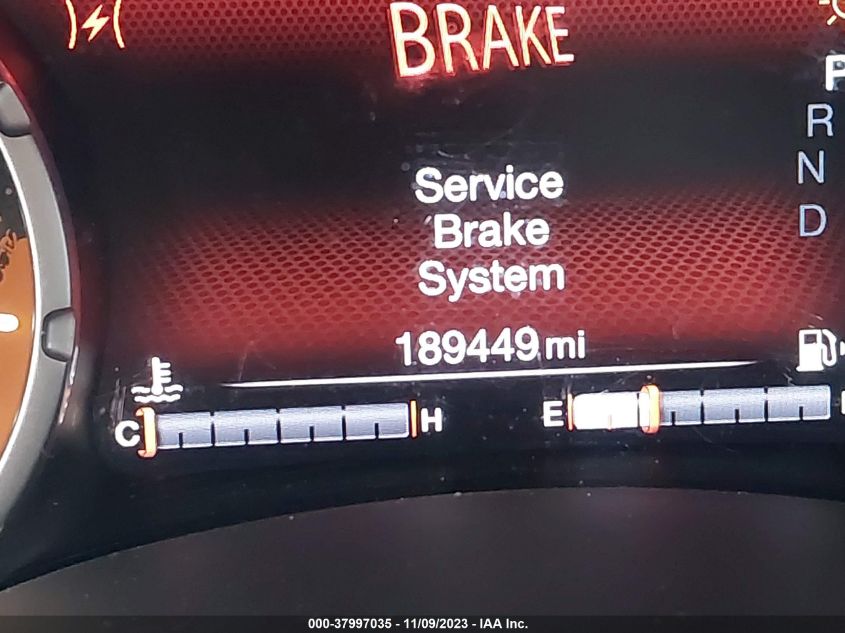 BRAKE
P
R
N
D
Service
Brake
System
189449 mi
C H E
000-37997035 - 11/09/2023 - IAA Inc.